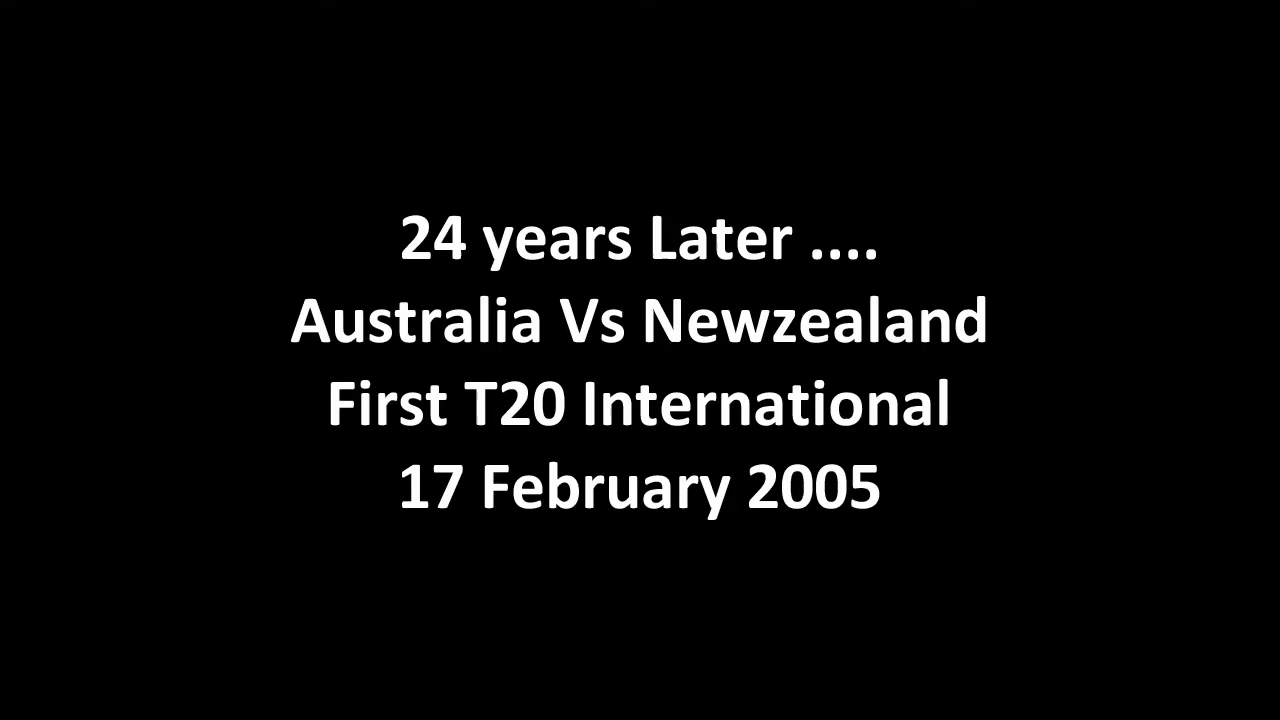 24 years Later ....
Australia Vs Newzealand
First T20 International
17 February 2005